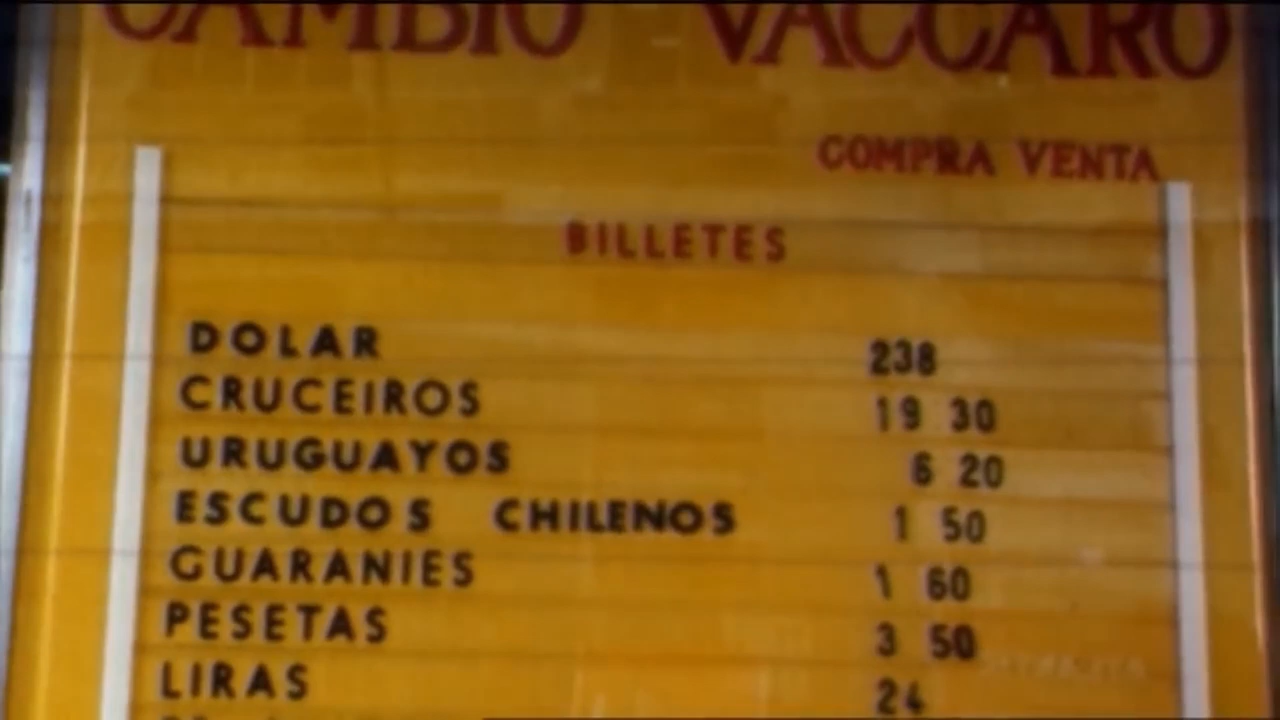 CAMBIO VACCARO
COMPRA VENTA
BILLETES
DOLAR 238
CRUCEIROS 19 30
URUGUAYOS 6 20
ESCUDOS CHILENOS 1 50
GUARANIES 1 60
PESETAS 3 50
LIRAS 24